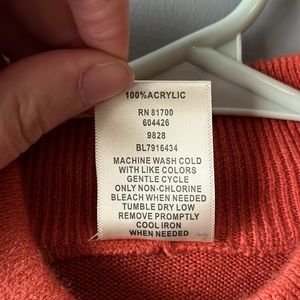 100%ACRYLIC
RN 81700
604426
9828
BL7916434
MACHINE WASH COLD
WITH LIKE COLORS
GENTLE CYCLE
ONLY NON-CHLORINE
BLEACH WHEN NEEDED
TUMBLE DRY LOW
REMOVE PROMPTLY
COOL IRON
WHEN NEEDED